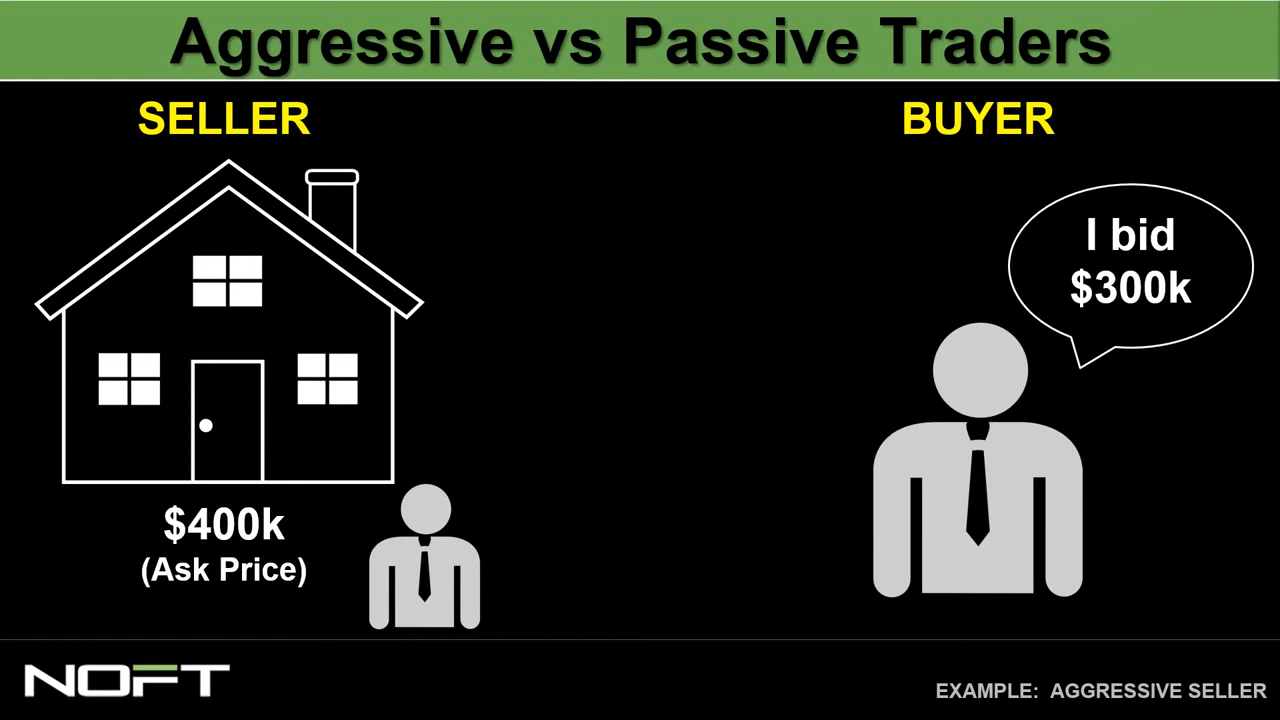 Aggressive vs Passive Traders
SELLER
BUYER
I bid
$300k
$400k
(Ask Price)
NOFT
EXAMPLE: AGGRESSIVE SELLER